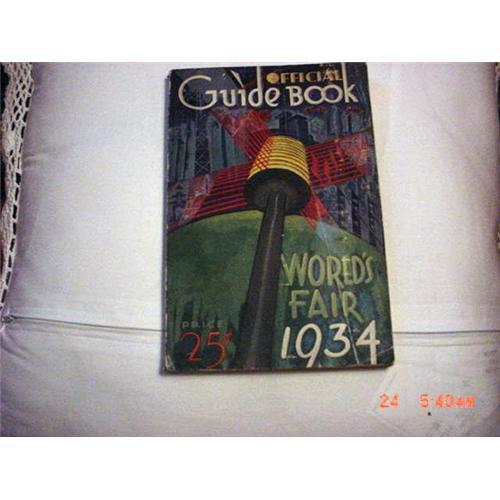 OFFICIAL
Guide BOOK
WORLD'S
FAIR
PRICE
25¢
1934
24 5:40AM